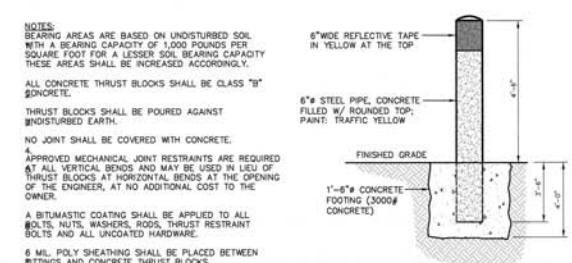 NOTES:
BEARING AREAS ARE BASED ON UNDISTURBED SOIL
WITH A BEARING CAPACITY OF 1,000 POUNDS PER
SQUARE FOOT FOR A LESSER SOIL BEARING CAPACITY
THESE AREAS SHALL BE INCREASED ACCORDINGLY.
ALL CONCRETE THRUST BLOCKS SHALL BE CLASS "B"
CONCRETE.
THRUST BLOCKS SHALL BE POURED AGAINST
UNDISTURBED EARTH.
NO JOINT SHALL BE COVERED WITH CONCRETE.
4.
APPROVED MECHANICAL JOINT RESTRAINTS ARE REQUIRED
AT ALL VERTICAL BENDS AND MAY BE USED IN LIEU OF
THRUST BLOCKS AT HORIZONTAL BENDS AT THE OPENING
OF THE ENGINEER, AT NO ADDITIONAL COST TO THE
OWNER.
A BITUMASTIC COATING SHALL BE APPLIED TO ALL
BOLTS, NUTS, WASHERS, RODS, THRUST RESTRAINT
BOLTS AND ALL UNCOATED HARDWARE.
6 MIL. POLY SHEATHING SHALL BE PLACED BETWEEN
FITTINGS AND CONCRETE THRUST BLOCKS
6"WIDE REFLECTIVE TAPE
IN YELLOW AT THE TOP
6"ø STEEL PIPE, CONCRETE
FILLED W/ ROUNDED TOP;
PAINT: TRAFFIC YELLOW
FINISHED GRADE
1'-6"ø CONCRETE
FOOTING (3000#
CONCRETE)
4'-6"
3'-6"
4'-0"